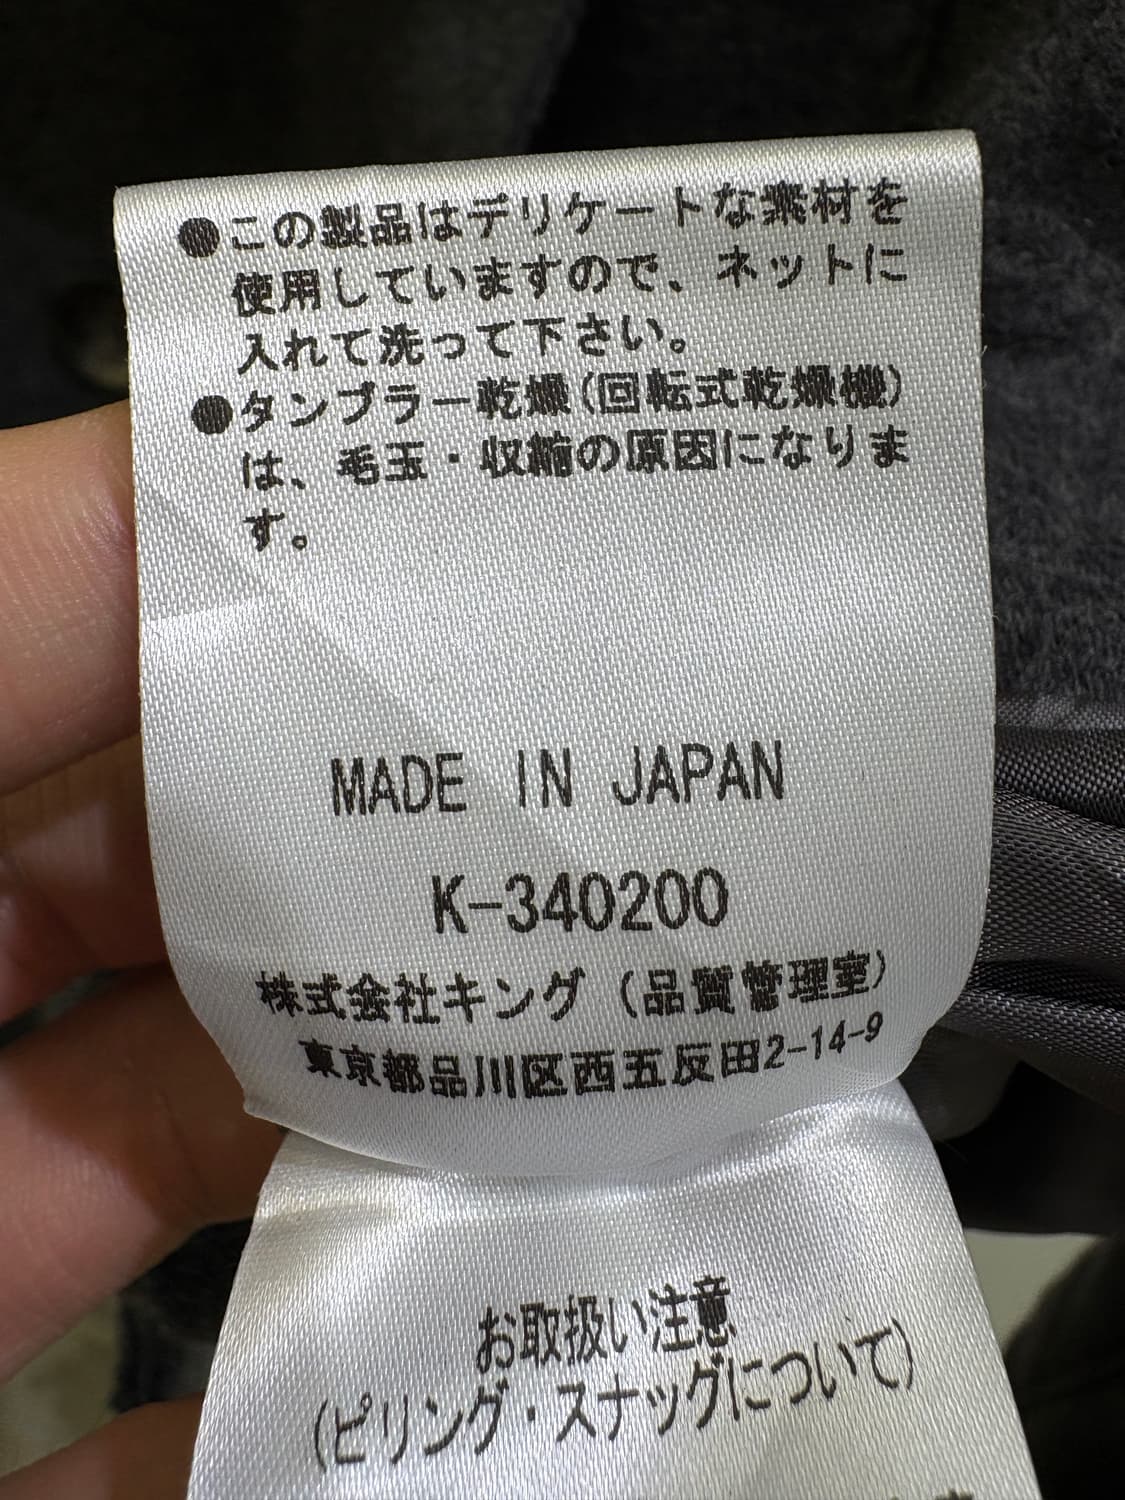 ●この製品はデリケートな素材を
使用していますので、ネットに
入れて洗って下さい。
●タンブラー乾燥(回転式乾燥機)
は、毛玉・収縮の原因になりま
す。
MADE IN JAPAN
K-340200
株式会社キング(品質管理室)
東京都品川区西五反田2-14-9
お取扱い注意
(ピリング・スナッグについて)